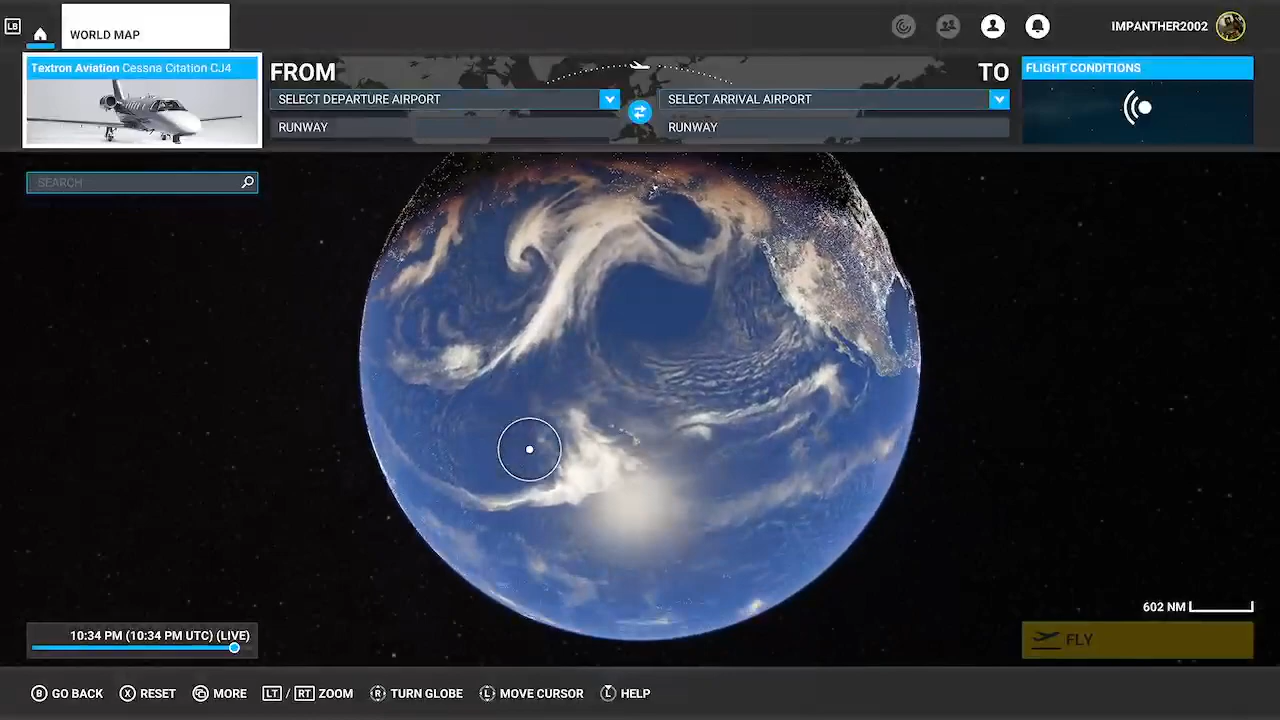 LB
WORLD MAP
IMPANTHER2002
Textron Aviation Cessna Citation CJ4
FROM
TO
FLIGHT CONDITIONS
SELECT DEPARTURE AIRPORT
SELECT ARRIVAL AIRPORT
RUNWAY
RUNWAY
SEARCH
602 NM
10:34 PM (10:34 PM UTC) (LIVE)
FLY
B GO BACK X RESET MORE LT / RT ZOOM R TURN GLOBE L MOVE CURSOR L HELP